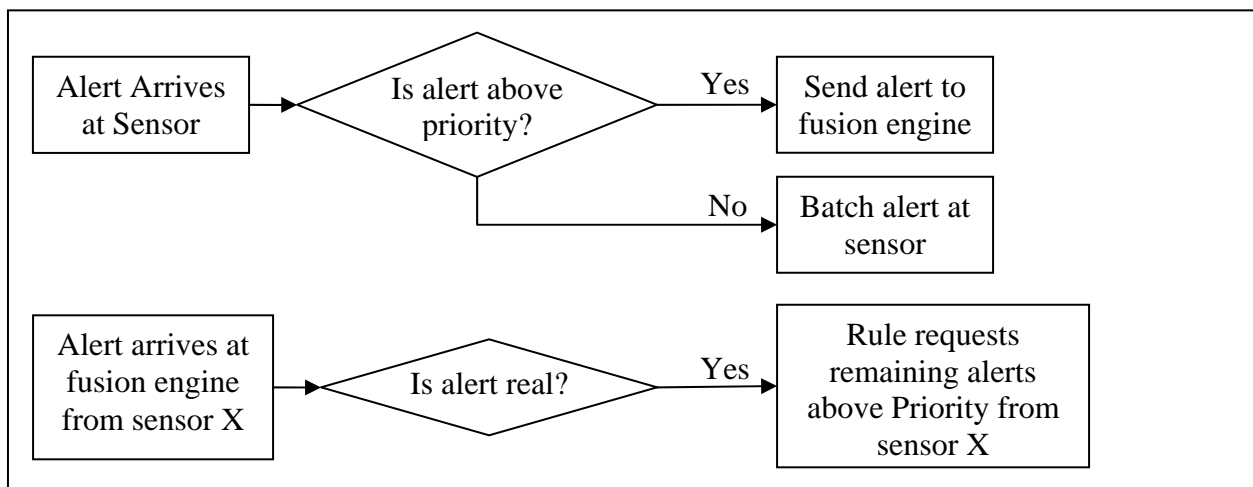 Alert Arrives
at Sensor
Is alert above
priority?
Yes
Send alert to
fusion engine
No
Batch alert at
sensor
Alert arrives at
fusion engine
from sensor X
Is alert real?
Yes
Rule requests
remaining alerts
above Priority from
sensor X